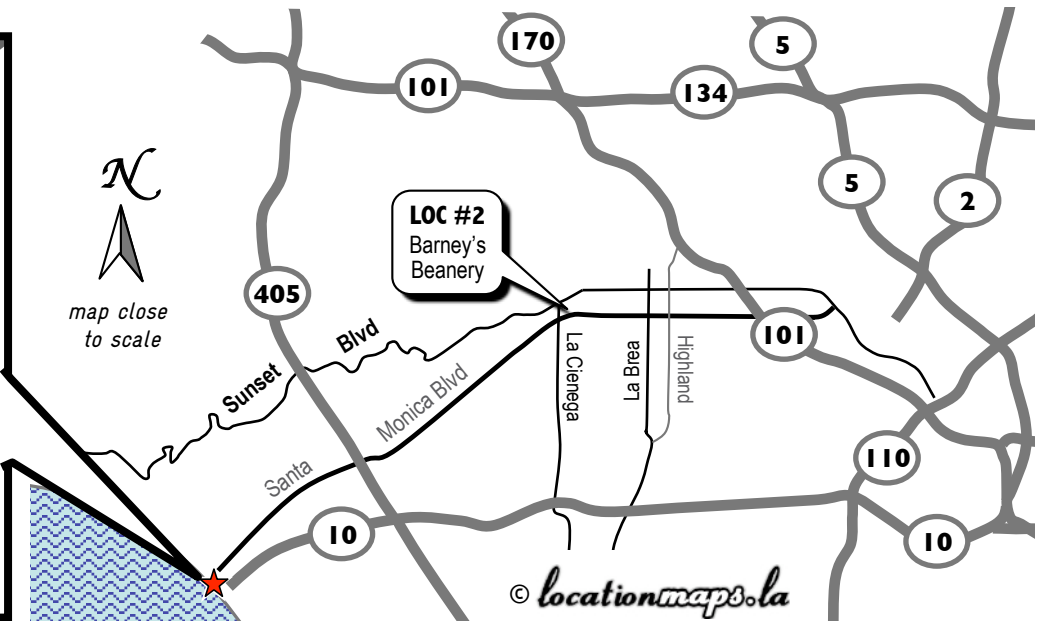 170
5
101
134
N
5
2
LOC #2
Barney's
Beanery
405
map close
to scale
Sunset Blvd
101
La Cienega
La Brea
Highland
Santa Monica Blvd
110
10
10
© locationmaps.la